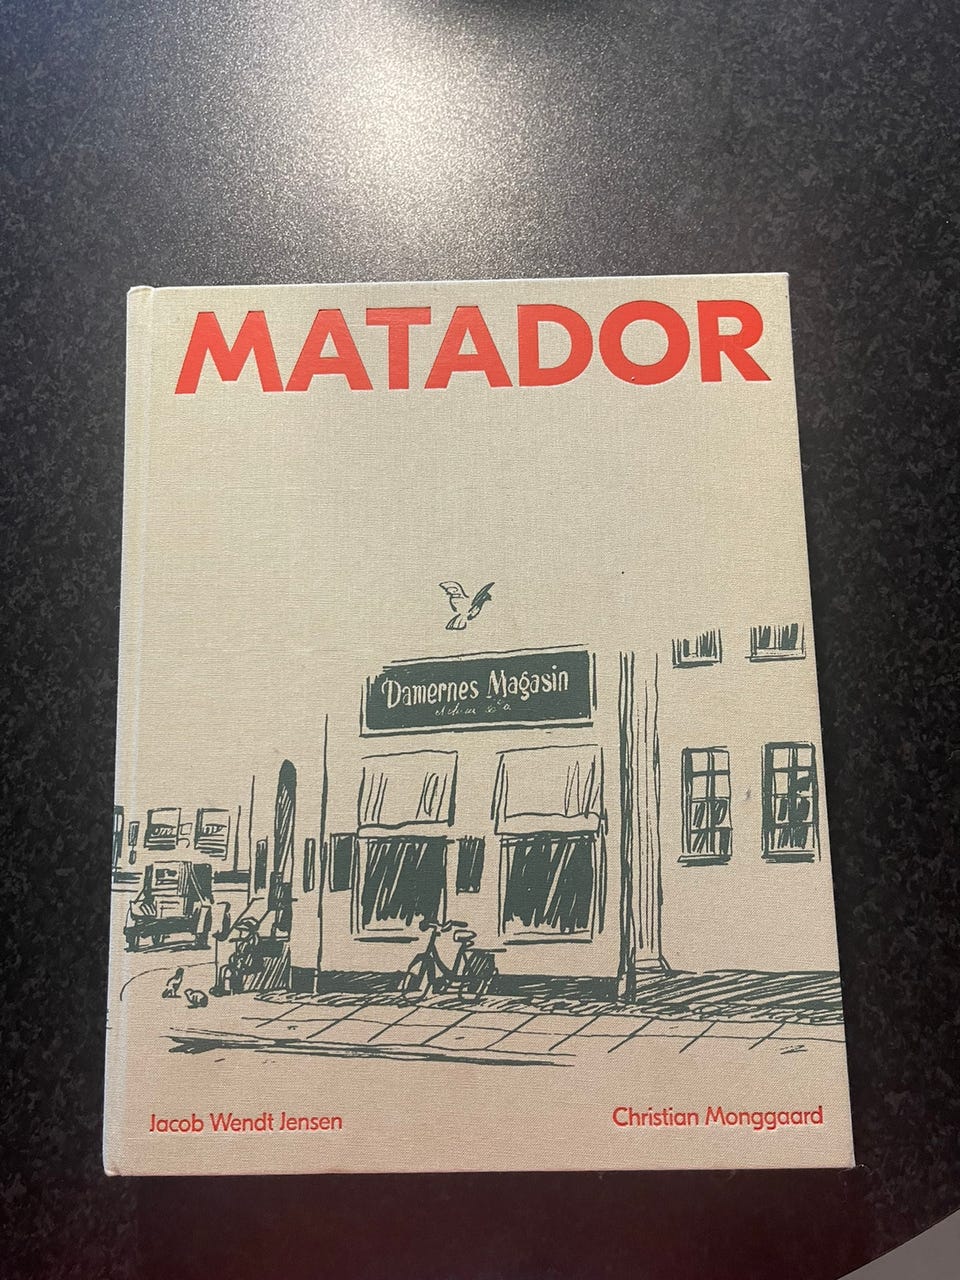 MATADOR
Damernes Magasin
Jacob Wendt Jensen
Christian Monggaard